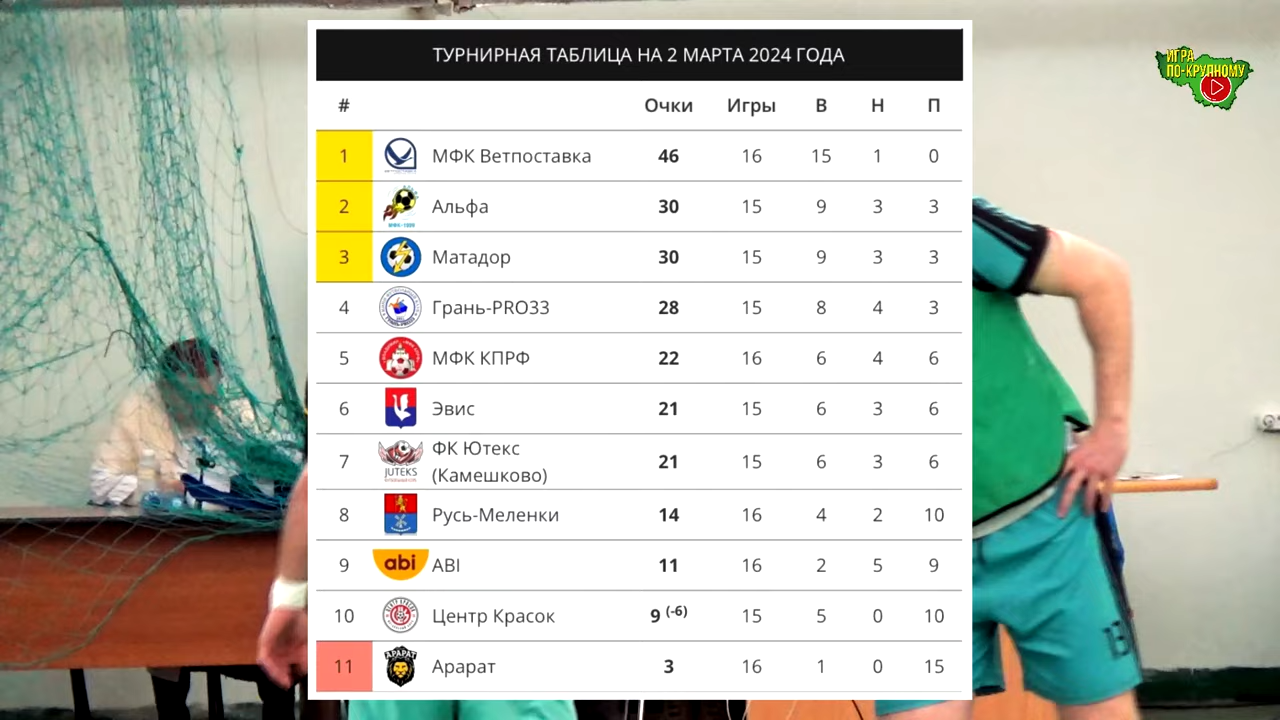 ТУРНИРНАЯ ТАБЛИЦА НА 2 МАРТА 2024 ГОДА
ИГРА
ПО-КРУПНОМУ
# Очки Игры В Н П
1 МФК Ветпоставка 46 16 15 1 0
2 Альфа 30 15 9 3 3
3 Матадор 30 15 9 3 3
4 Грань-PRO33 28 15 8 4 3
5 МФК КПРФ 22 16 6 4 6
6 Эвис 21 15 6 3 6
7 JUTEKS ФК Ютекс
(Камешково) 21 15 6 3 6
8 Русь-Меленки 14 16 4 2 10
9 abi ABI 11 16 2 5 9
10 Центр Красок 9 (-6) 15 5 0 10
11 АРАРАТ Арарат 3 16 1 0 15